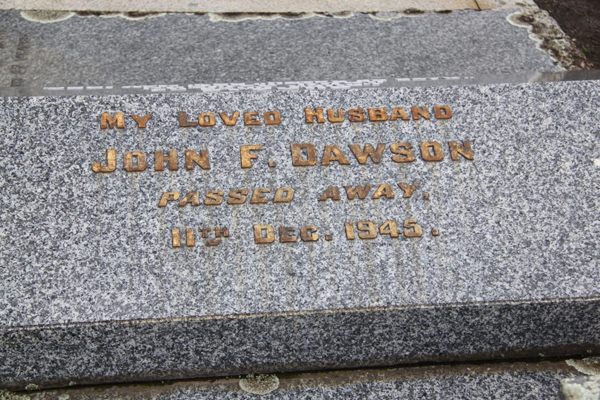 MY LOVED HUSBAND
JOHN F. DAWSON
PASSED AWAY.
11TH DEC. 1945.